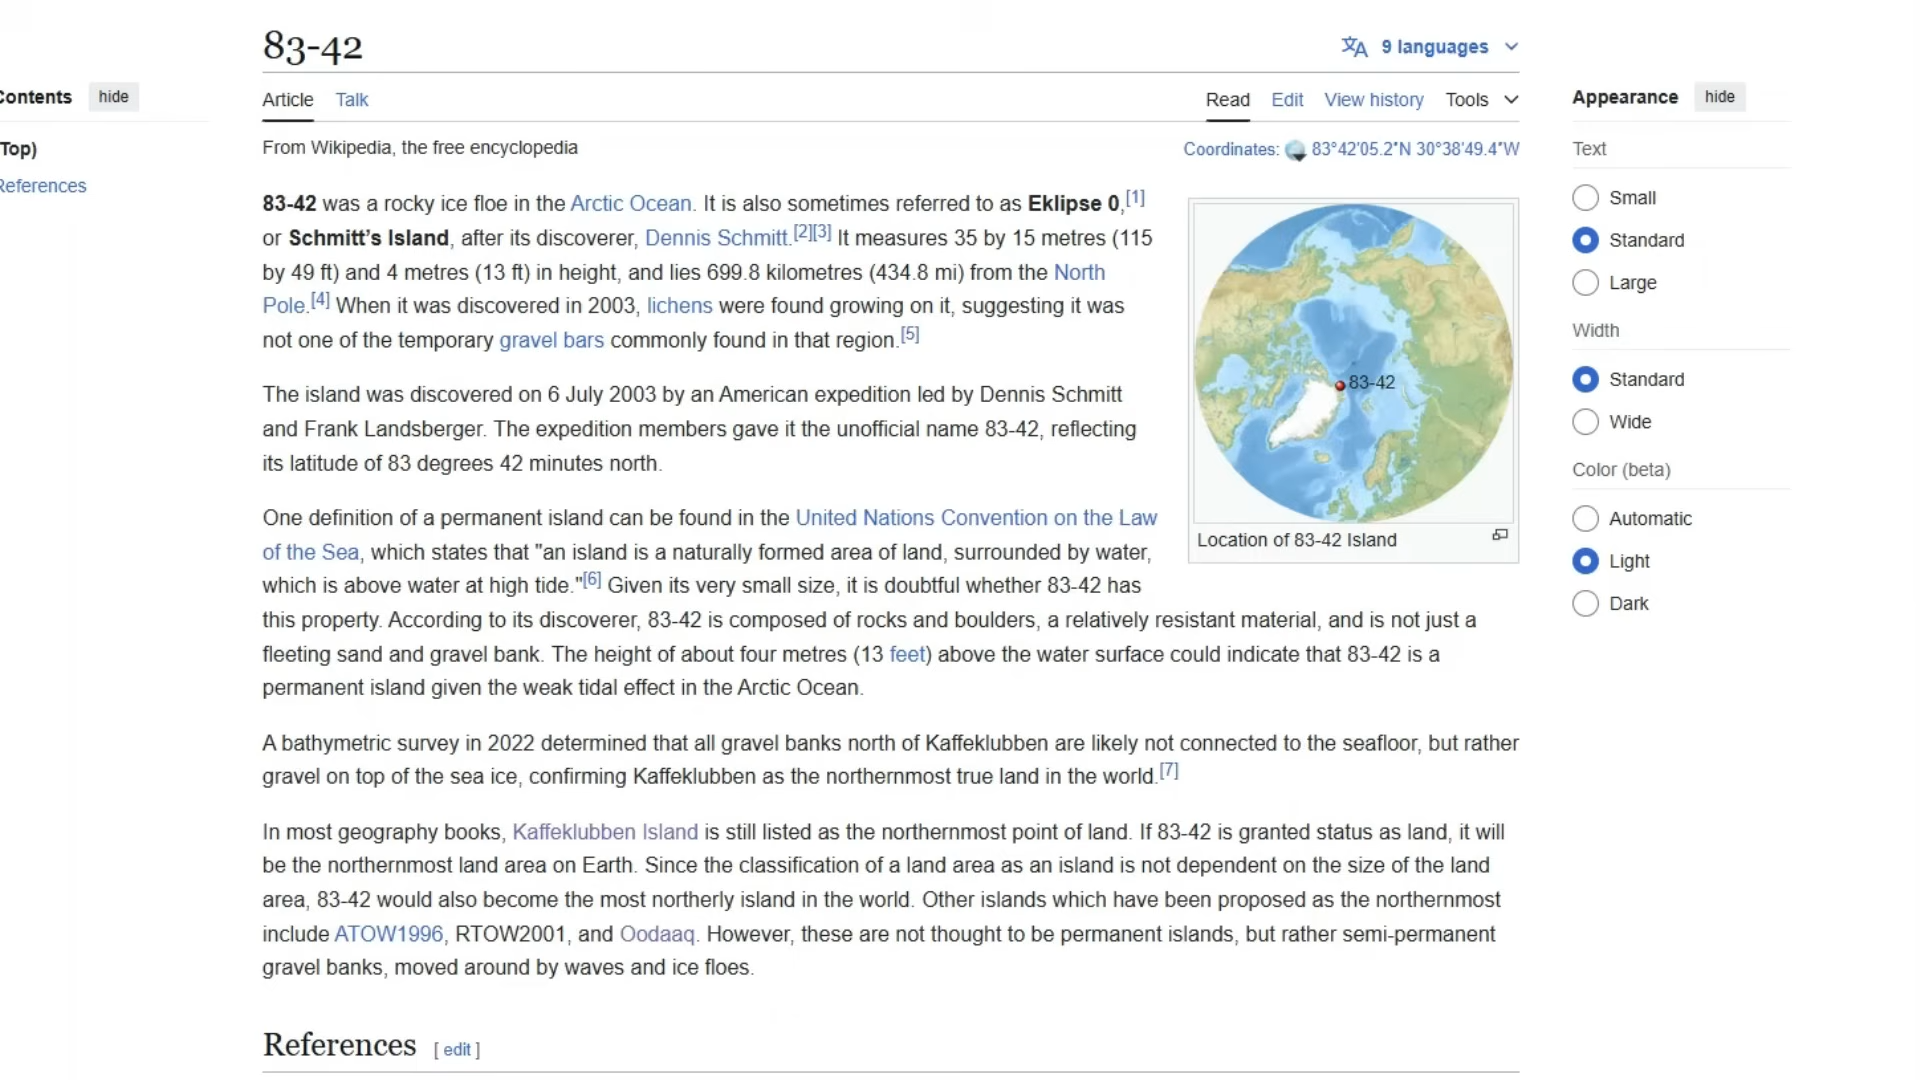 83-42
9 languages
Contents hide
Article Talk
Read Edit View history Tools
Appearance hide
(Top)
From Wikipedia, the free encyclopedia
Coordinates: 83°42′05.2″N 30°38′49.4″W
Text
References
Small
83-42 was a rocky ice floe in the Arctic Ocean. It is also sometimes referred to as Eklipse 0,[1]
or Schmitt’s Island, after its discoverer, Dennis Schmitt.[2][3] It measures 35 by 15 metres (115
by 49 ft) and 4 metres (13 ft) in height, and lies 699.8 kilometres (434.8 mi) from the North
Pole.[4] When it was discovered in 2003, lichens were found growing on it, suggesting it was
not one of the temporary gravel bars commonly found in that region.[5]
The island was discovered on 6 July 2003 by an American expedition led by Dennis Schmitt
and Frank Landsberger. The expedition members gave it the unofficial name 83-42, reflecting
its latitude of 83 degrees 42 minutes north.
One definition of a permanent island can be found in the United Nations Convention on the Law
of the Sea, which states that "an island is a naturally formed area of land, surrounded by water,
which is above water at high tide."[6] Given its very small size, it is doubtful whether 83-42 has
this property. According to its discoverer, 83-42 is composed of rocks and boulders, a relatively resistant material, and is not just a
fleeting sand and gravel bank. The height of about four metres (13 feet) above the water surface could indicate that 83-42 is a
permanent island given the weak tidal effect in the Arctic Ocean.
A bathymetric survey in 2022 determined that all gravel banks north of Kaffeklubben are likely not connected to the seafloor, but rather
gravel on top of the sea ice, confirming Kaffeklubben as the northernmost true land in the world.[7]
In most geography books, Kaffeklubben Island is still listed as the northernmost point of land. If 83-42 is granted status as land, it will
be the northernmost land area on Earth. Since the classification of a land area as an island is not dependent on the size of the land
area, 83-42 would also become the most northerly island in the world. Other islands which have been proposed as the northernmost
include ATOW1996, RTOW2001, and Oodaaq. However, these are not thought to be permanent islands, but rather semi-permanent
gravel banks, moved around by waves and ice floes.
83-42
Location of 83-42 Island
Standard
Large
Width
Standard
Wide
Color (beta)
Automatic
Light
Dark
References [ edit ]